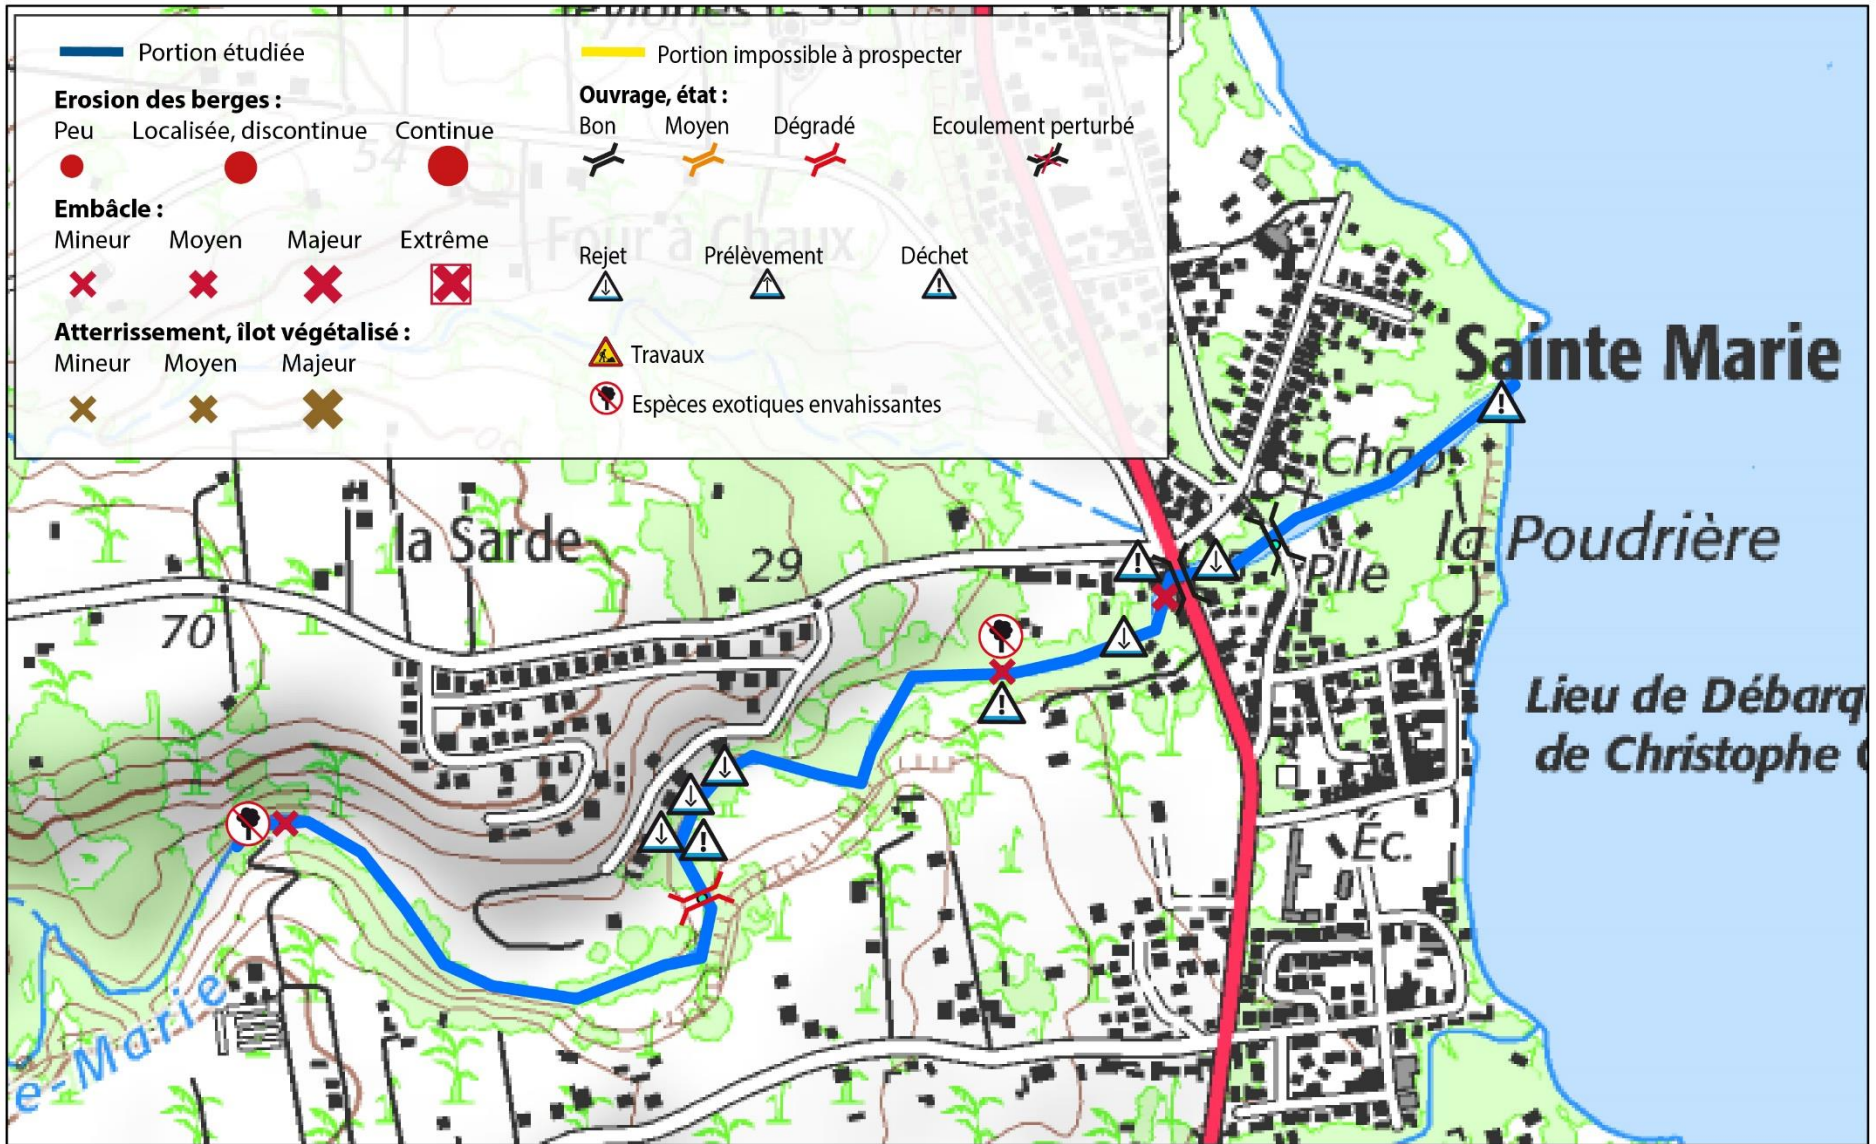 Portion étudiée
Portion impossible à prospecter
Erosion des berges :
Peu Localisée, discontinue Continue
Ouvrage, état :
Bon Moyen Dégradé Ecoulement perturbé
Embâcle :
Mineur Moyen Majeur Extrême
Rejet Prélèvement Déchet
Atterrissement, îlot végétalisé :
Mineur Moyen Majeur
Travaux
Espèces exotiques envahissantes
54
Four à Chaux
Sainte Marie
Chap.
la Poudrière
Plle
la Sarde
29
70
Lieu de Débarq
de Christophe C
Éc.
e-Marie